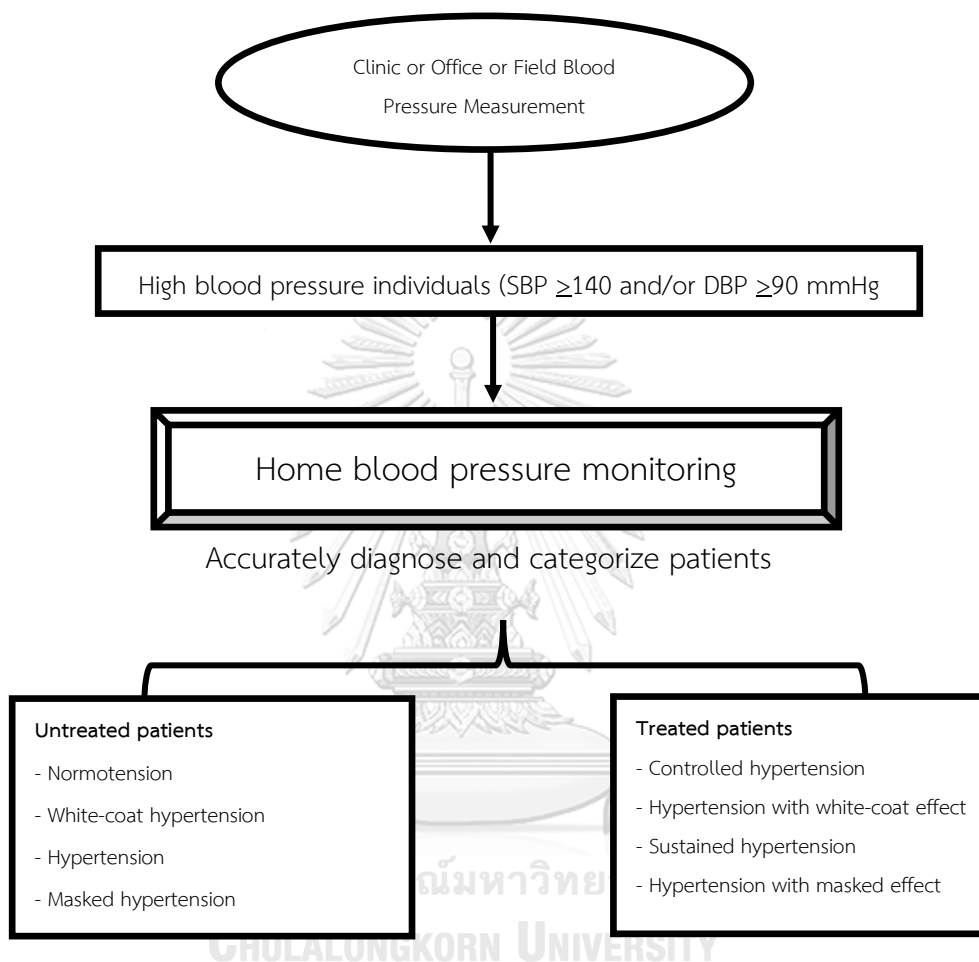 Clinic or Office or Field Blood
Pressure Measurement
High blood pressure individuals (SBP ≥140 and/or DBP ≥90 mmHg
Home blood pressure monitoring
Accurately diagnose and categorize patients
Untreated patients
- Normotension
- White-coat hypertension
- Hypertension
- Masked hypertension
Treated patients
- Controlled hypertension
- Hypertension with white-coat effect
- Sustained hypertension
- Hypertension with masked effect
CHULALONGKORN UNIVERSITY